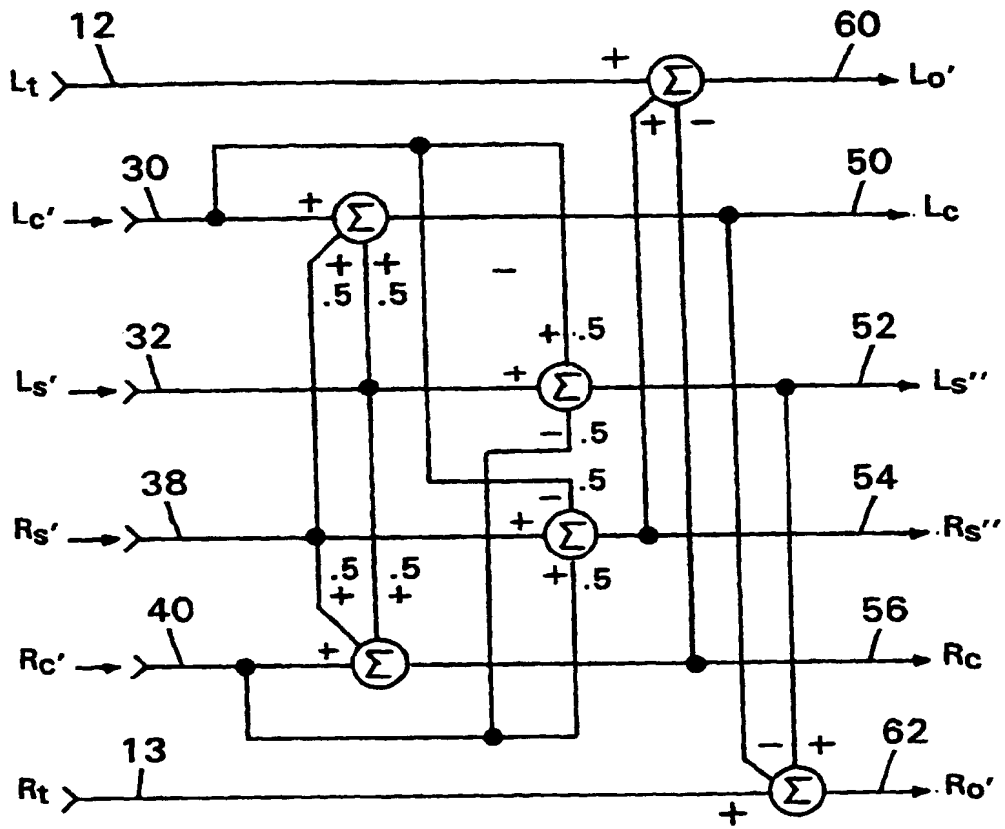 12 60
Lt + Σ Lo'
+ −
30 50
Lc' + Σ Lc
+ + −
.5 .5
32 + .5 52
Ls' + Σ Ls''
− .5
38 .5 54
−
Rs' + Σ Rs''
.5 .5 + .5
+ +
40 56
Rc' + Σ Rc
13 − + 62
Rt Σ Ro'
+